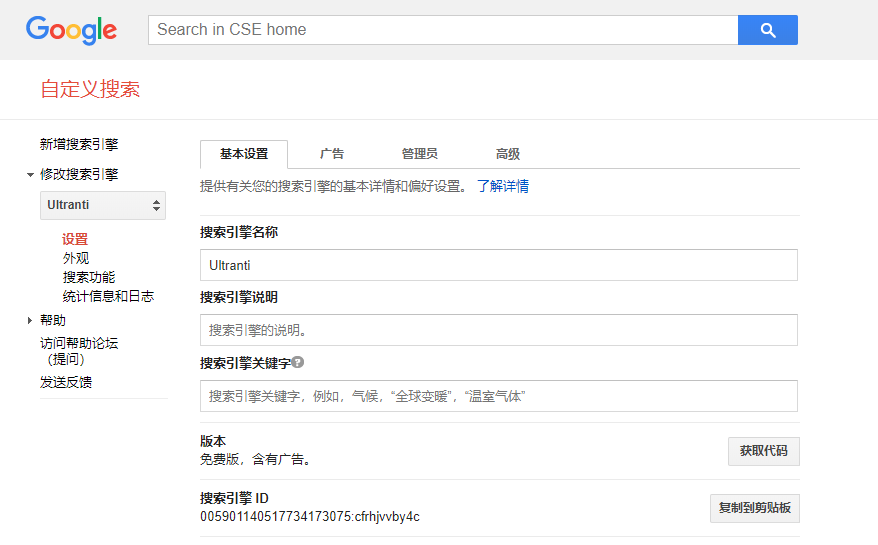 Google
Search in CSE home
自定义搜索
新增搜索引擎
修改搜索引擎
Ultranti
设置
外观
搜索功能
统计信息和日志
帮助
访问帮助论坛
（提问）
发送反馈
基本设置 广告 管理员 高级
提供有关您的搜索引擎的基本详情和偏好设置。 了解详情
搜索引擎名称
Ultranti
搜索引擎说明
搜索引擎的说明。
搜索引擎关键字?
搜索引擎关键字，例如，气候，“全球变暖”，“温室气体”
版本
免费版，含有广告。
获取代码
搜索引擎 ID
005901140517734173075:cfrhjvvby4c
复制到剪贴板